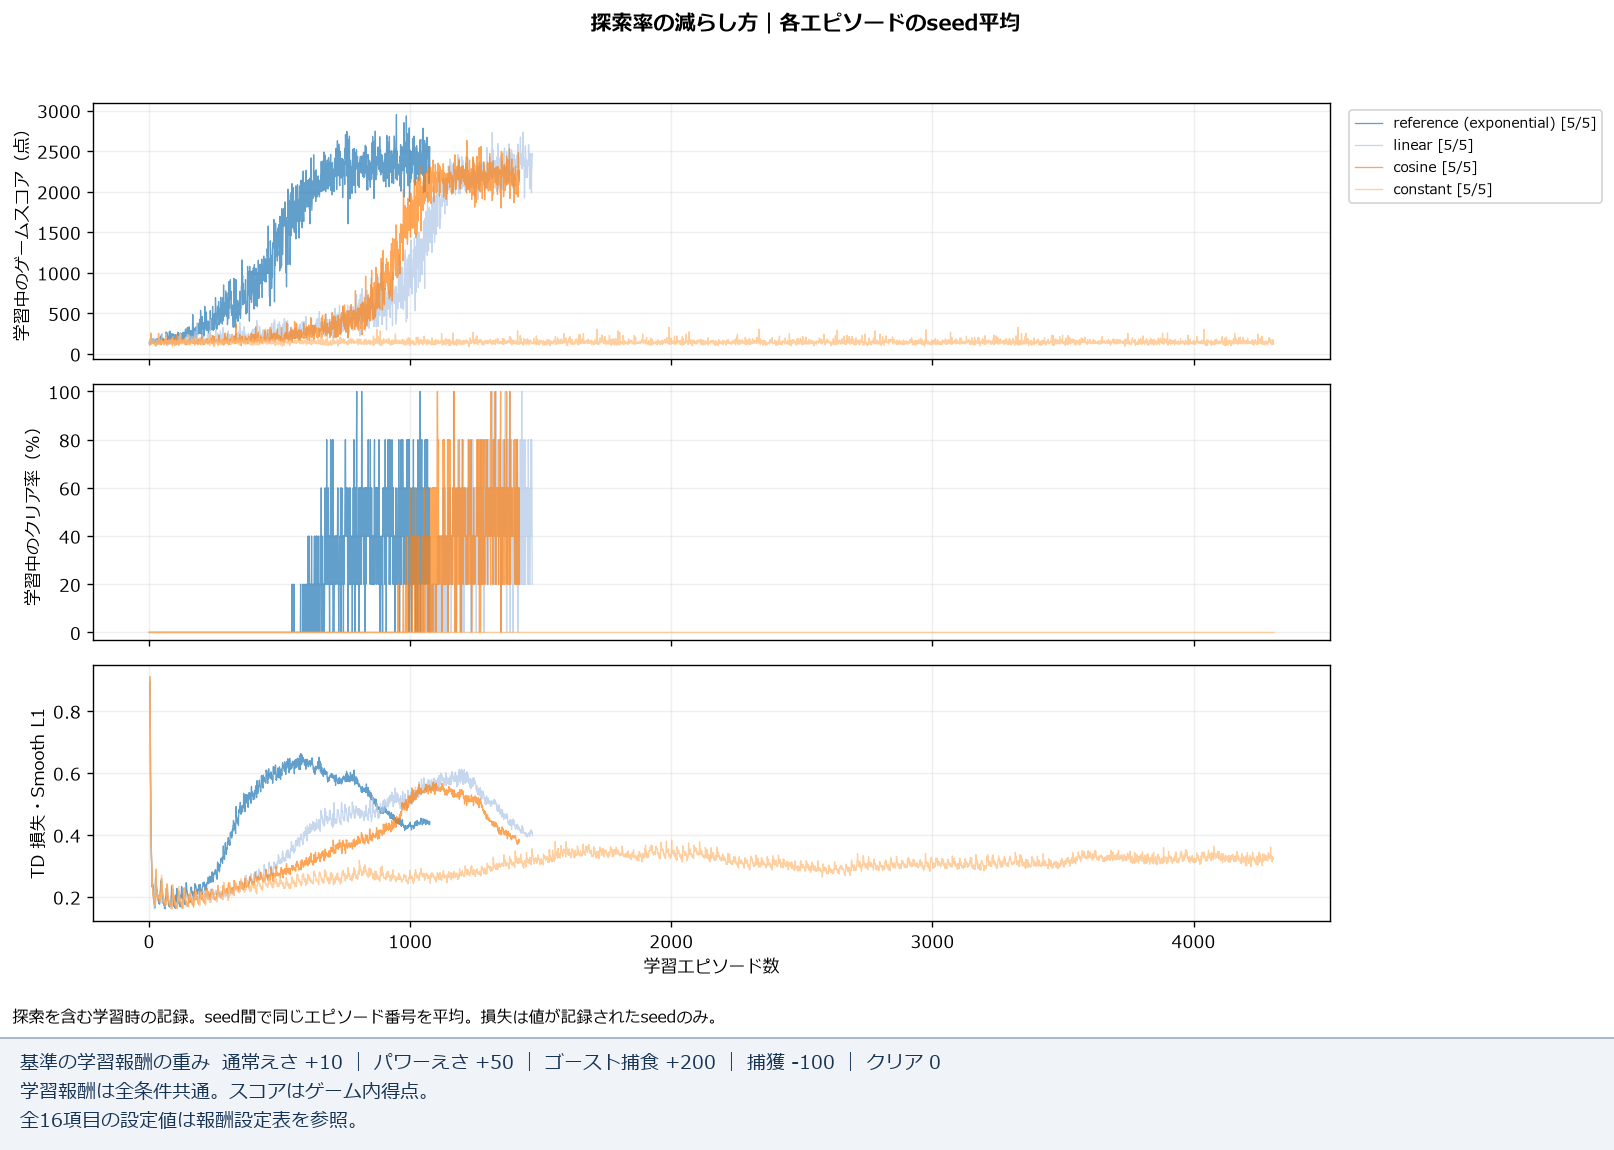 探索率の減らし方｜各エピソードのseed平均
学習中のゲームスコア（点）
3000
2500
2000
1500
1000
500
0
reference (exponential) [5/5]
linear [5/5]
cosine [5/5]
constant [5/5]
学習中のクリア率（%）
100
80
60
40
20
0
TD 損失・Smooth L1
0.8
0.6
0.4
0.2
0 1000 2000 3000 4000
学習エピソード数
探索を含む学習時の記録。seed間で同じエピソード番号を平均。損失は値が記録されたseedのみ。
基準の学習報酬の重み 通常えさ +10 ｜ パワーえさ +50 ｜ ゴースト捕食 +200 ｜ 捕獲 -100 ｜ クリア 0
学習報酬は全条件共通。スコアはゲーム内得点。
全16項目の設定値は報酬設定表を参照。